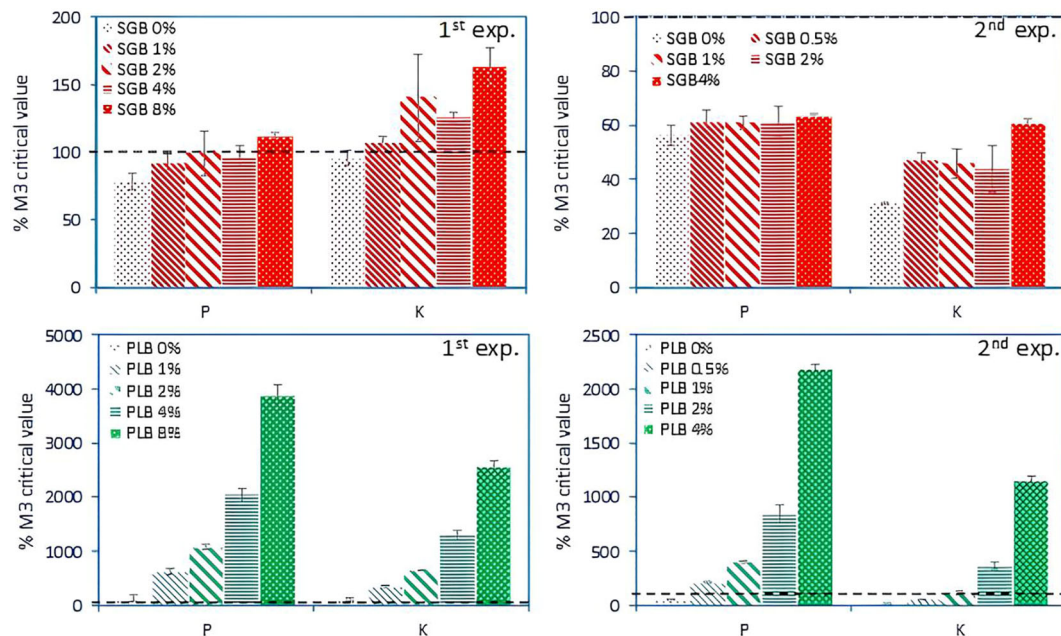 1st exp.
200
150
100
50
0
% M3 critical value
SGB 0%
SGB 1%
SGB 2%
SGB 4%
SGB 8%
P K
2nd exp.
100
80
60
40
20
0
% M3 critical value
SGB 0% SGB 0.5%
SGB 1% SGB 2%
SGB4%
P K
1st exp.
5000
4000
3000
2000
1000
0
% M3 critical value
PLB 0%
PLB 1%
PLB 2%
PLB 4%
PLB 8%
P K
2nd exp.
2500
2000
1500
1000
500
0
% M3 critical value
PLB 0%
PLB 0.5%
PLB 1%
PLB 2%
PLB 4%
P K